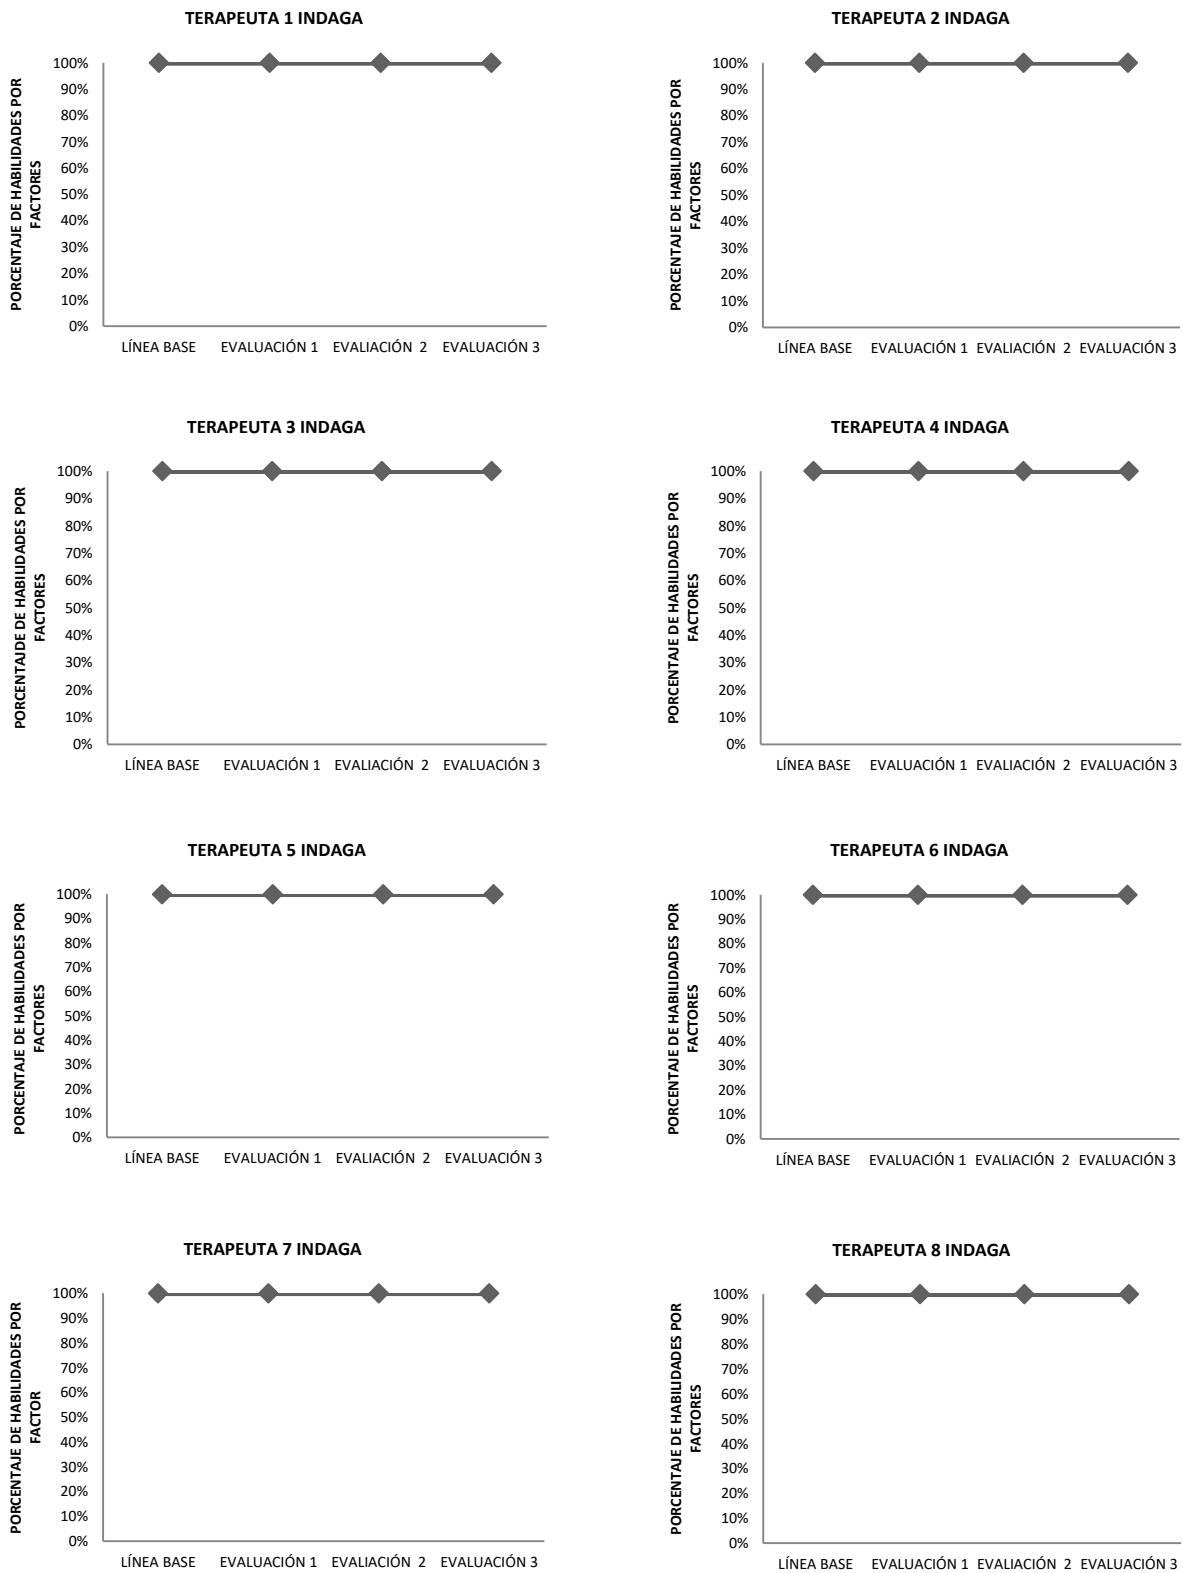 TERAPEUTA 1 INDAGA
PORCENTAJE DE HABILIDADES POR
FACTORES
100%
90%
80%
70%
60%
50%
40%
30%
20%
10%
0%
LÍNEA BASE EVALUACIÓN 1 EVALIACIÓN 2 EVALUACIÓN 3
TERAPEUTA 2 INDAGA
PORCENTAJE DE HABILIDADES POR
FACTORES
100%
90%
80%
70%
60%
50%
40%
30%
20%
10%
0%
LÍNEA BASE EVALUACIÓN 1 EVALIACIÓN 2 EVALUACIÓN 3
TERAPEUTA 3 INDAGA
PORCENTAJDE DE HABILIDADES POR
FACTORES
100%
90%
80%
70%
60%
50%
40%
30%
20%
10%
0%
LÍNEA BASE EVALUACIÓN 1 EVALIACIÓN 2 EVALUACIÓN 3
TERAPEUTA 4 INDAGA
PORCENTAJE DE HABILIDADES POR
FACTORES
100%
90%
80%
70%
60%
50%
40%
30%
20%
10%
0%
LÍNEA BASE EVALUACIÓN 1 EVALIACIÓN 2 EVALUACIÓN 3
TERAPEUTA 5 INDAGA
PORCENTAJE DE HABILIDADES POR
FACTORES
100%
90%
80%
70%
60%
50%
40%
30%
20%
10%
0%
LÍNEA BASE EVALUACIÓN 1 EVALIACIÓN 2 EVALUACIÓN 3
TERAPEUTA 6 INDAGA
PORCENTAJE DE HABILIDADES POR
FACTORES
100%
90%
80%
70%
60%
50%
40%
30%
20%
10%
0%
LÍNEA BASE EVALUACIÓN 1 EVALIACIÓN 2 EVALUACIÓN 3
TERAPEUTA 7 INDAGA
PORCENTAJE DE HABILIDADES POR
FACTOR
100%
90%
80%
70%
60%
50%
40%
30%
20%
10%
0%
LÍNEA BASE EVALUACIÓN 1 EVALIACIÓN 2 EVALUACIÓN 3
TERAPEUTA 8 INDAGA
PORCENTAJE DE HABILIDADES POR
FACTORES
100%
90%
80%
70%
60%
50%
40%
30%
20%
10%
0%
LÍNEA BASE EVALUACIÓN 1 EVALIACIÓN 2 EVALUACIÓN 3